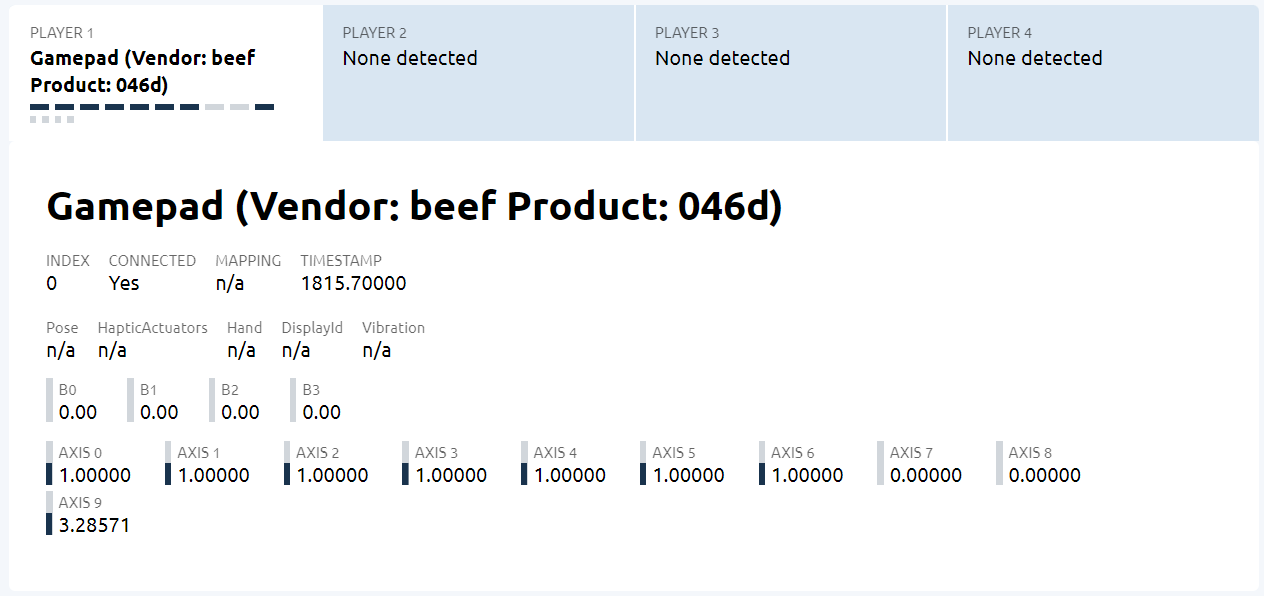 PLAYER 1
Gamepad (Vendor: beef
Product: 046d)
PLAYER 2
None detected
PLAYER 3
None detected
PLAYER 4
None detected
Gamepad (Vendor: beef Product: 046d)
INDEX CONNECTED MAPPING TIMESTAMP
0 Yes n/a 1815.70000
Pose HapticActuators Hand DisplayId Vibration
n/a n/a n/a n/a n/a
B0 B1 B2 B3
0.00 0.00 0.00 0.00
AXIS 0 AXIS 1 AXIS 2 AXIS 3 AXIS 4 AXIS 5 AXIS 6 AXIS 7 AXIS 8
1.00000 1.00000 1.00000 1.00000 1.00000 1.00000 1.00000 0.00000 0.00000
AXIS 9
3.28571